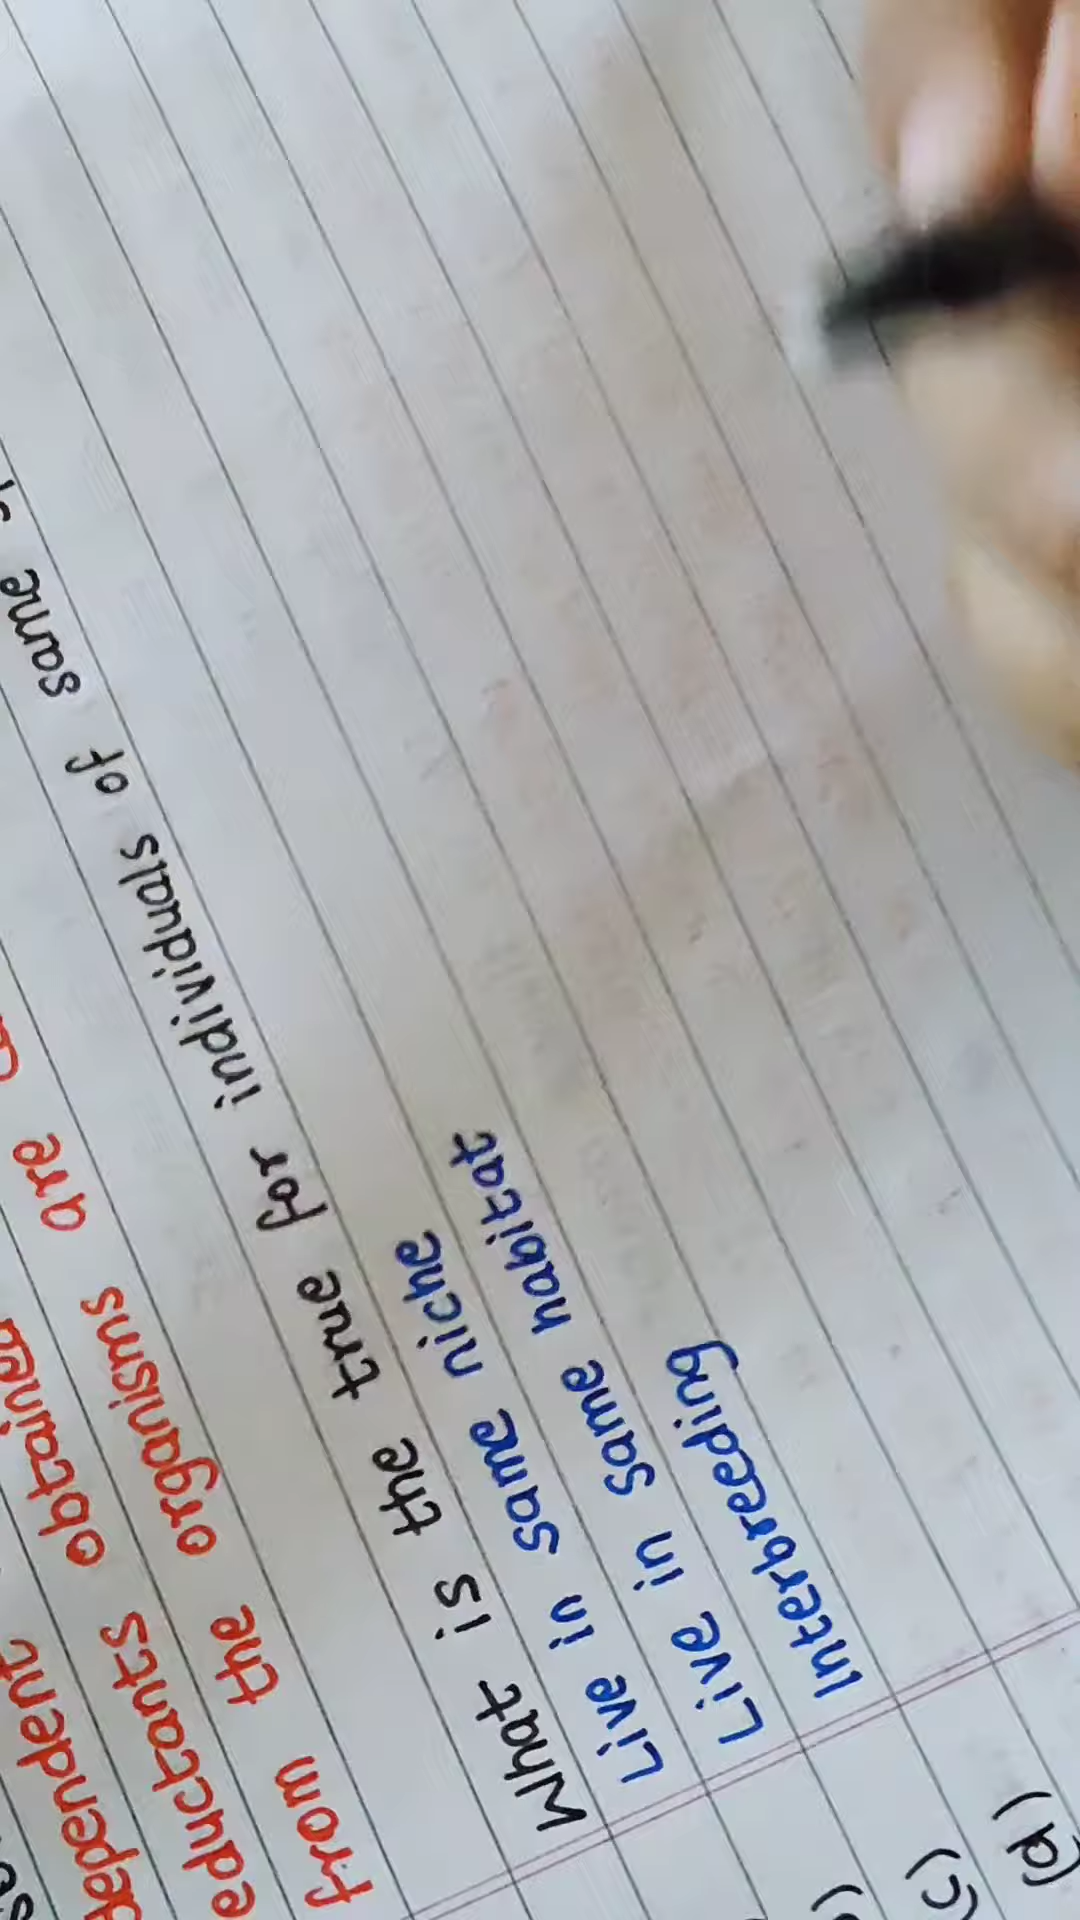 dependent
eductants obtained
from the organisms are
What is the true for individuals of same
Live in same niche
Live in same habitat
(c) Interbreeding
(d)